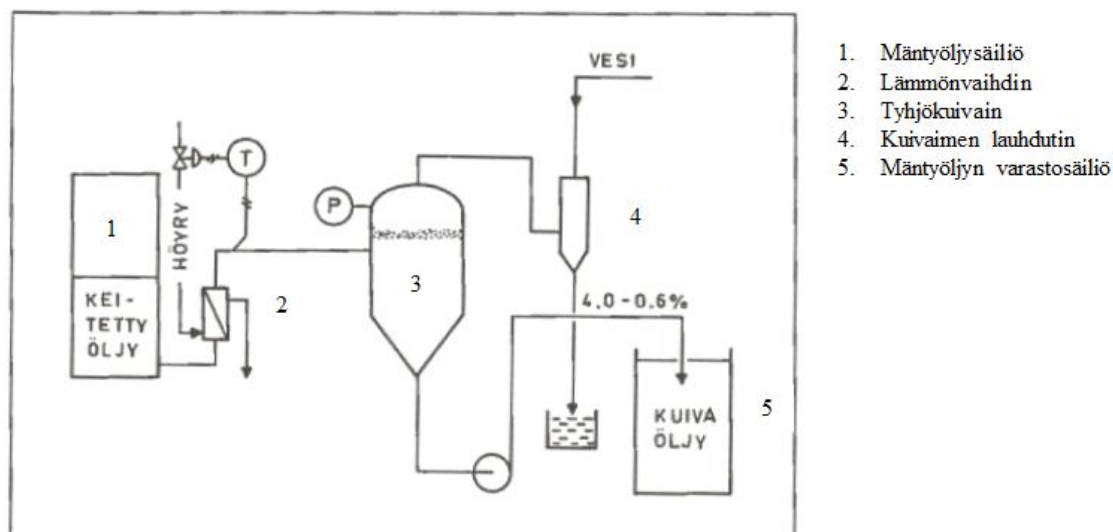 VESI
T
P
1
HÖYRY
KEI-
TETTY
ÖLJY
2
3
4
4.0-0.6%
KUIVA
ÖLJY
5
1. Mäntyöljysäiliö
2. Lämmönvaihdin
3. Tyhjökuivain
4. Kuivaimen lauhdutin
5. Mäntyöljyn varastosäiliö